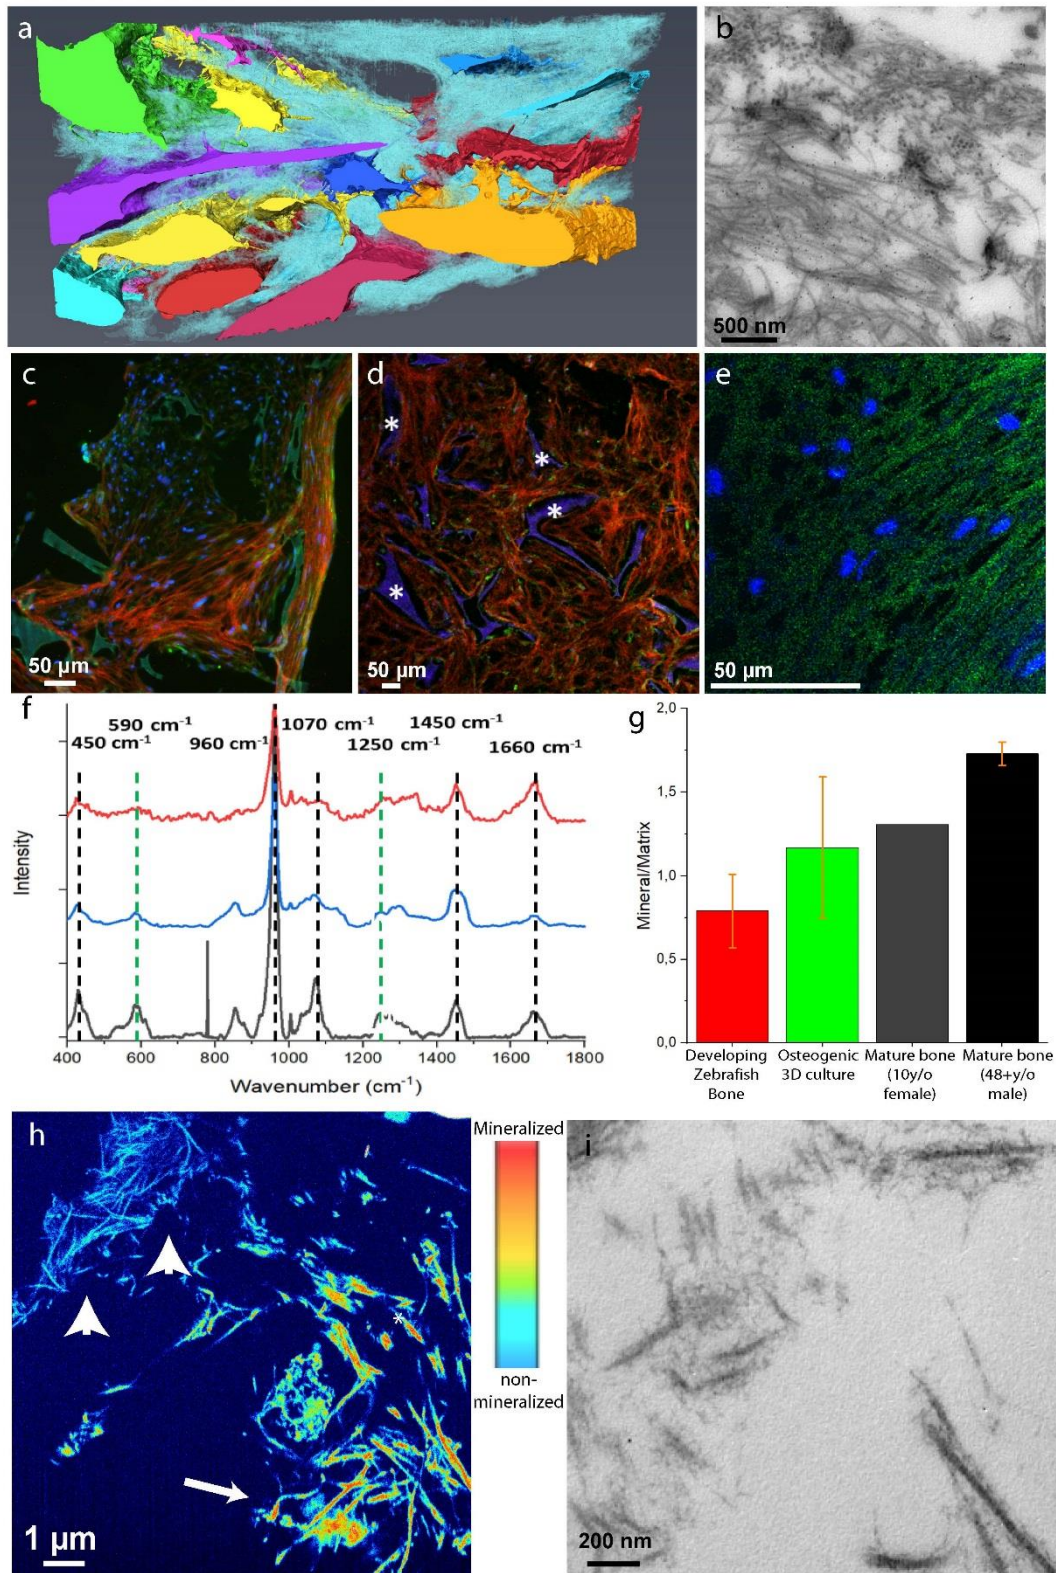 a
b
500 nm
c
50 µm
d
*
*
*
*
50 µm
e
50 µm
f
590 cm-1
1070 cm-1
1450 cm-1
450 cm-1
960 cm-1
1250 cm-1
1660 cm-1
Intensity
400
600
800
1000
1200
1400
1600
1800
Wavenumber (cm-1)
g
2,0
1,5
1,0
0,5
0,0
Mineral/Matrix
Developing
Zebrafish
Bone
Osteogenic
3D culture
Mature bone
(10y/o
female)
Mature bone
(48+y/o
male)
h
*
1 µm
Mineralized
non-
mineralized
i
200 nm